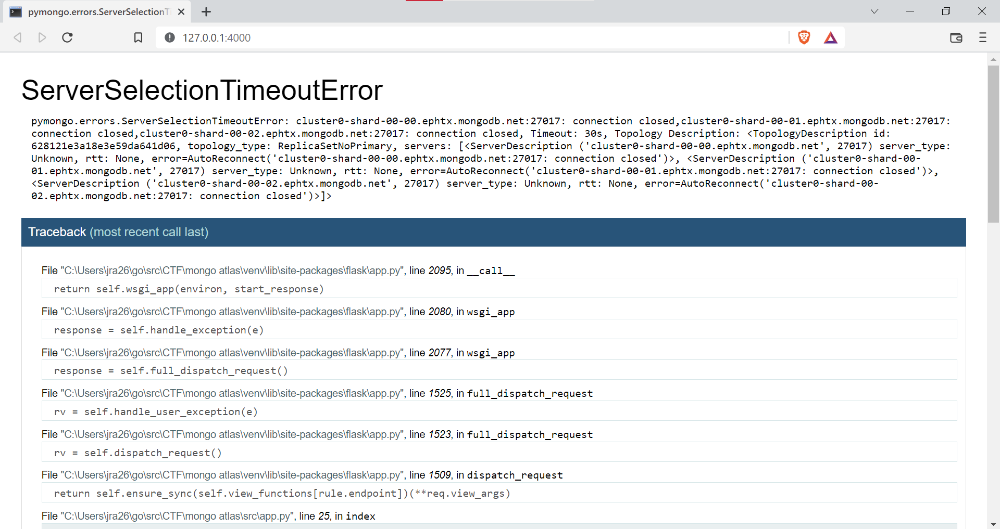 pymongo.errors.ServerSelectionTi
127.0.0.1:4000
ServerSelectionTimeoutError
pymongo.errors.ServerSelectionTimeoutError: cluster0-shard-00-00.ephtx.mongodb.net:27017: connection closed,cluster0-shard-00-01.ephtx.mongodb.net:27017:
connection closed,cluster0-shard-00-02.ephtx.mongodb.net:27017: connection closed, Timeout: 30s, Topology Description: <TopologyDescription id:
628121e3a18e3e59da641d06, topology_type: ReplicaSetNoPrimary, servers: [<ServerDescription ('cluster0-shard-00-00.ephtx.mongodb.net', 27017) server_type:
Unknown, rtt: None, error=AutoReconnect('cluster0-shard-00-00.ephtx.mongodb.net:27017: connection closed')>, <ServerDescription ('cluster0-shard-00-
01.ephtx.mongodb.net', 27017) server_type: Unknown, rtt: None, error=AutoReconnect('cluster0-shard-00-01.ephtx.mongodb.net:27017: connection closed')>,
<ServerDescription ('cluster0-shard-00-02.ephtx.mongodb.net', 27017) server_type: Unknown, rtt: None, error=AutoReconnect('cluster0-shard-00-
02.ephtx.mongodb.net:27017: connection closed')>]>
Traceback (most recent call last)
File "C:\Users\jra26\go\src\CTF\mongo atlas\venv\lib\site-packages\flask\app.py", line 2095, in __call__
return self.wsgi_app(environ, start_response)
File "C:\Users\jra26\go\src\CTF\mongo atlas\venv\lib\site-packages\flask\app.py", line 2080, in wsgi_app
response = self.handle_exception(e)
File "C:\Users\jra26\go\src\CTF\mongo atlas\venv\lib\site-packages\flask\app.py", line 2077, in wsgi_app
response = self.full_dispatch_request()
File "C:\Users\jra26\go\src\CTF\mongo atlas\venv\lib\site-packages\flask\app.py", line 1525, in full_dispatch_request
rv = self.handle_user_exception(e)
File "C:\Users\jra26\go\src\CTF\mongo atlas\venv\lib\site-packages\flask\app.py", line 1523, in full_dispatch_request
rv = self.dispatch_request()
File "C:\Users\jra26\go\src\CTF\mongo atlas\venv\lib\site-packages\flask\app.py", line 1509, in dispatch_request
return self.ensure_sync(self.view_functions[rule.endpoint])(**req.view_args)
File "C:\Users\jra26\go\src\CTF\mongo atlas\src\app.py", line 25, in index